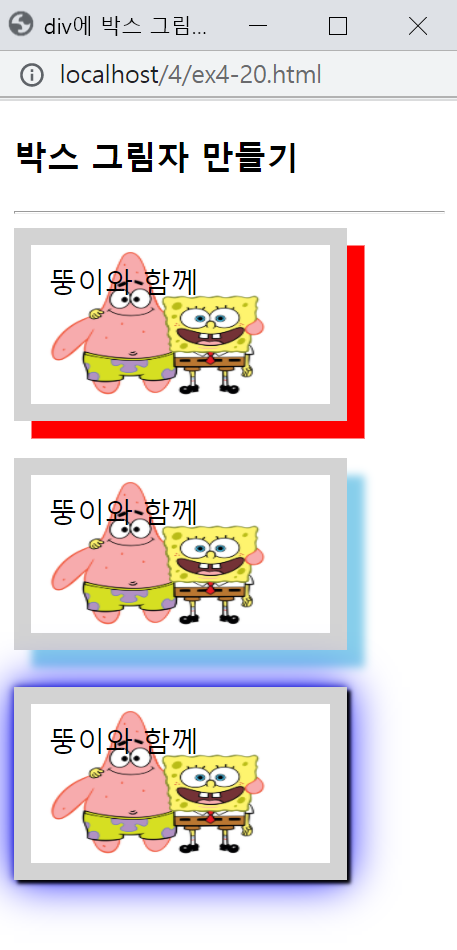 div에 박스 그림...
localhost/4/ex4-20.html
박스 그림자 만들기
뚱이와 함께
뚱이와 함께
뚱이와 함께